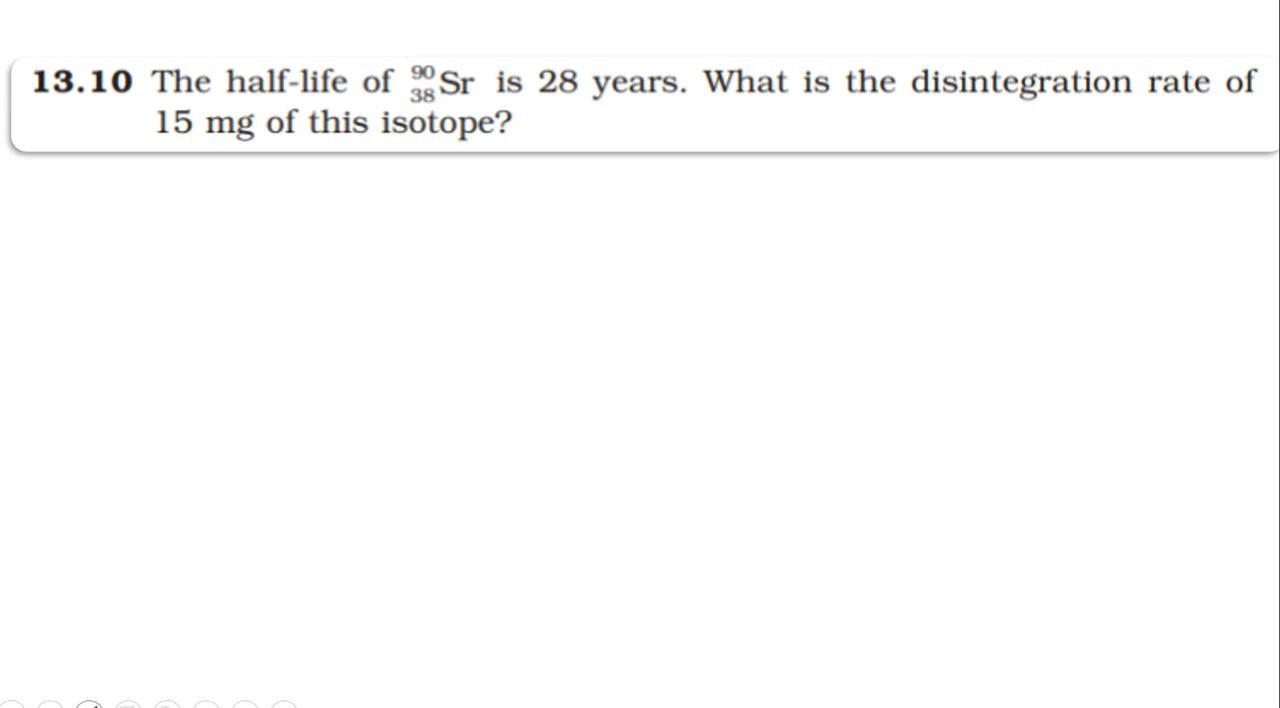 13.10 The half-life of ⁹⁰₃₈Sr is 28 years. What is the disintegration rate of
15 mg of this isotope?